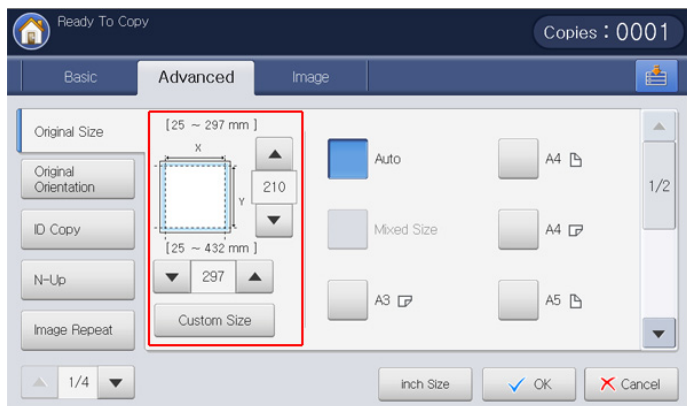 Ready To Copy
Copies : 0001
Basic
Advanced
Image
Original Size
Original
Orientation
ID Copy
N-Up
Image Repeat
1/4
[25 ~ 297 mm ]
X
Y
210
[25 ~ 432 mm ]
297
Custom Size
Auto
A4
Mixed Size
A4
A3
A5
1/2
inch Size
OK
Cancel